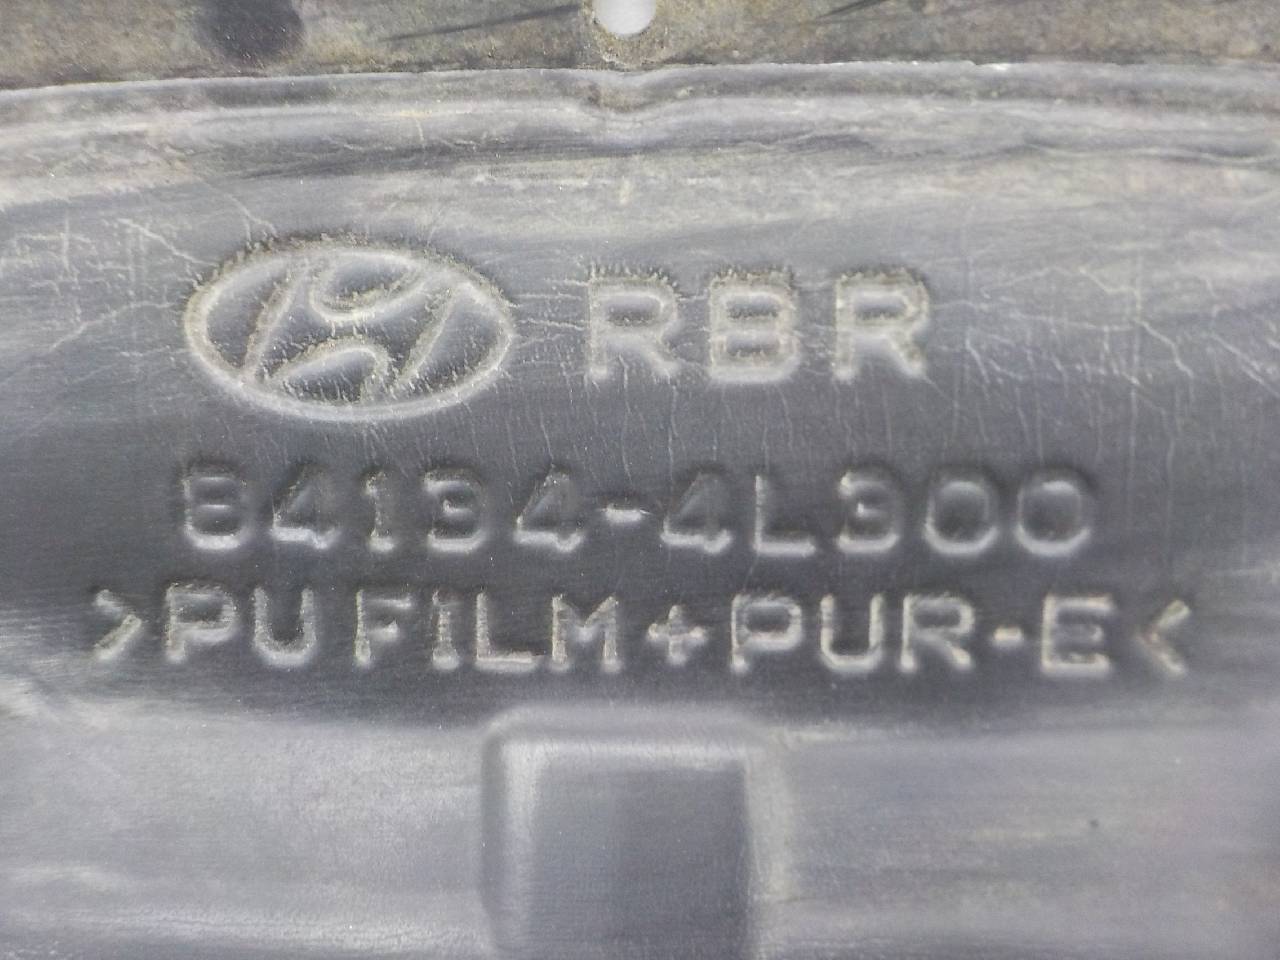 RBR
84134-4L300
>PU FILM+PUR-E<